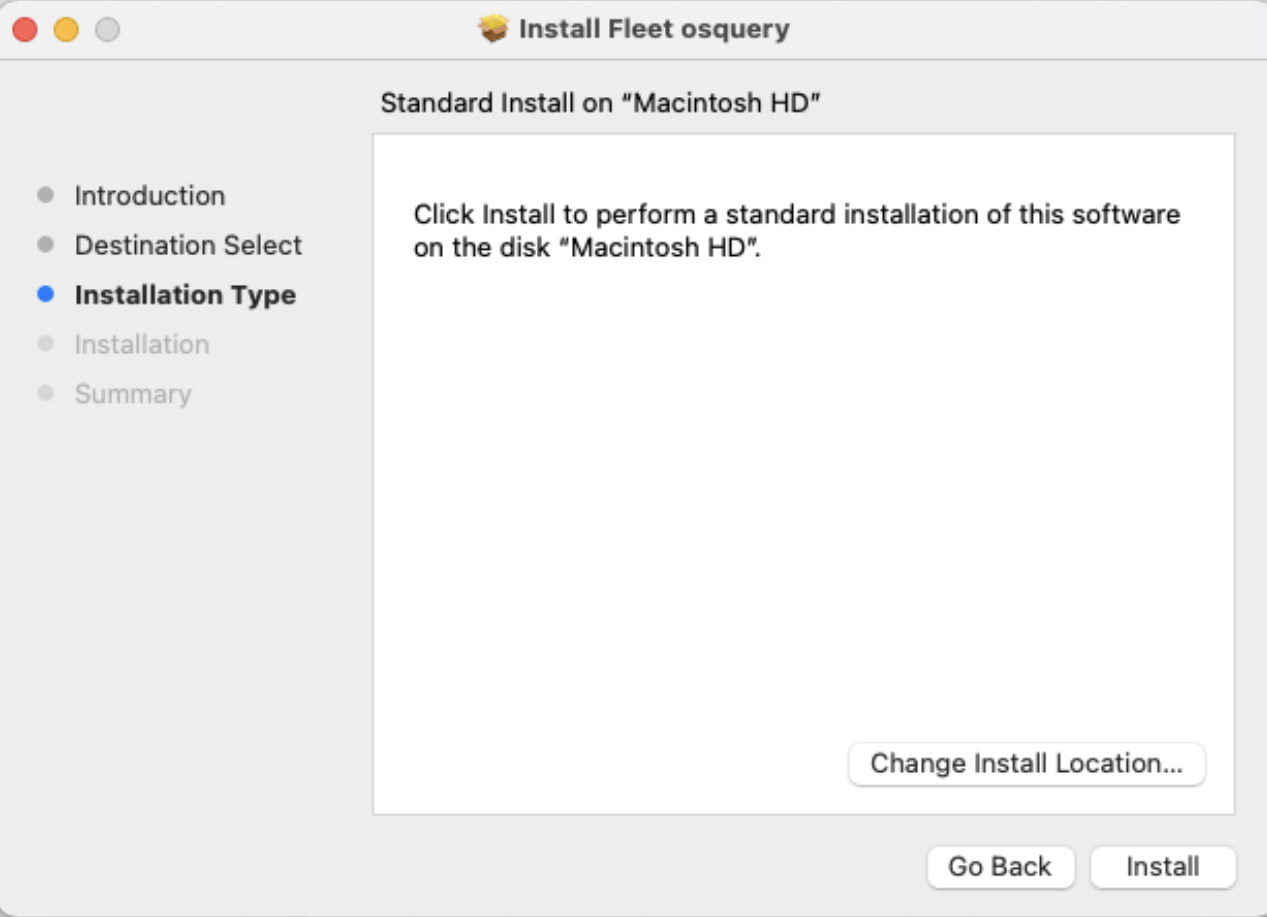 Install Fleet osquery
Standard Install on “Macintosh HD”
Introduction
Destination Select
Installation Type
Installation
Summary
Click Install to perform a standard installation of this software
on the disk “Macintosh HD”.
Change Install Location...
Go Back
Install